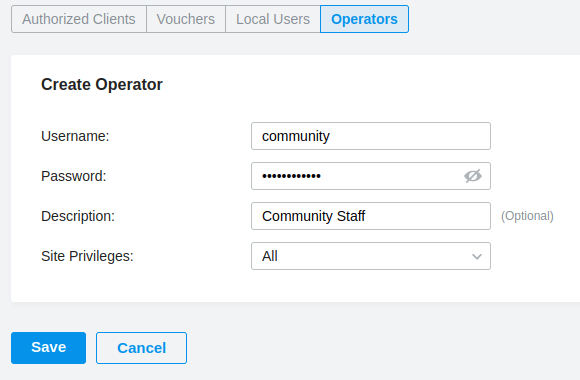 Authorized Clients Vouchers Local Users Operators
Create Operator
Username: community
Password: ••••••••••••
Description: Community Staff (Optional)
Site Privileges: All
Save Cancel